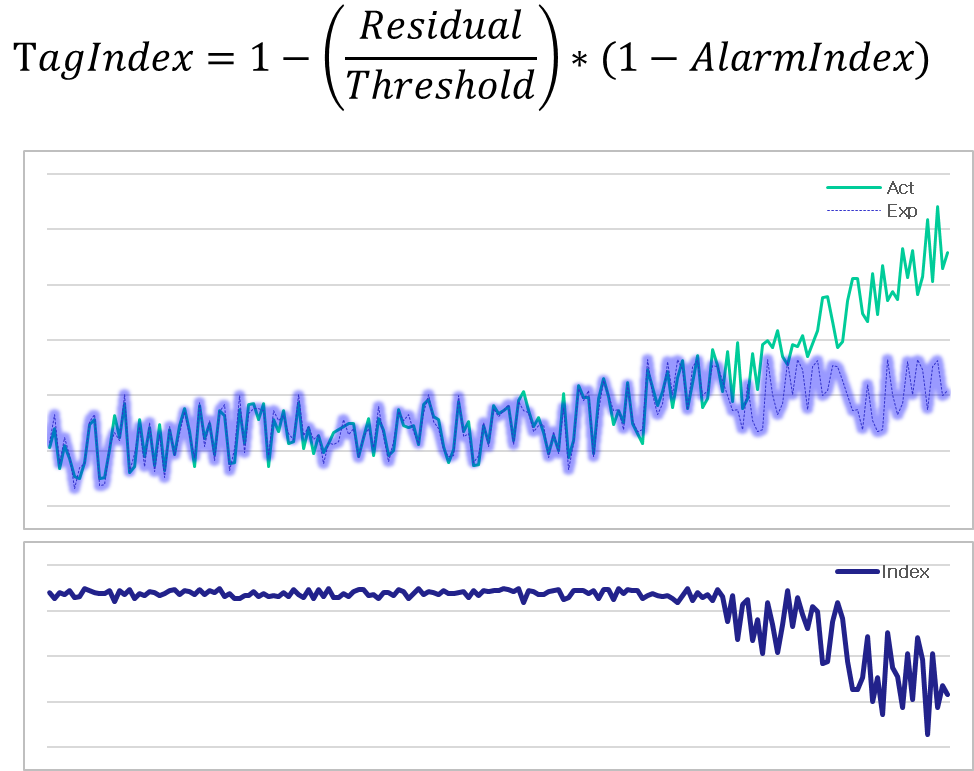 TagIndex = 1 − (Residual / Threshold) * (1 − AlarmIndex)
Act
Exp
Index